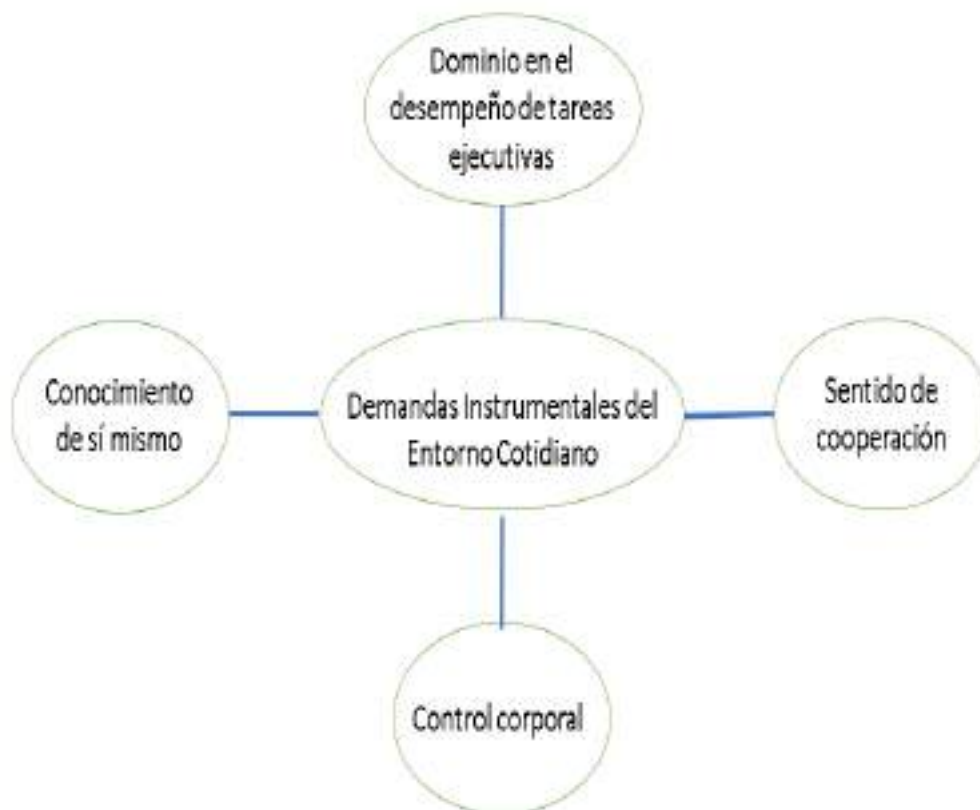 Dominio en el
desempeño de tareas
ejecutivas
Conocimiento
de sí mismo
Demandas Instrumentales del
Entorno Cotidiano
Sentido de
cooperación
Control corporal